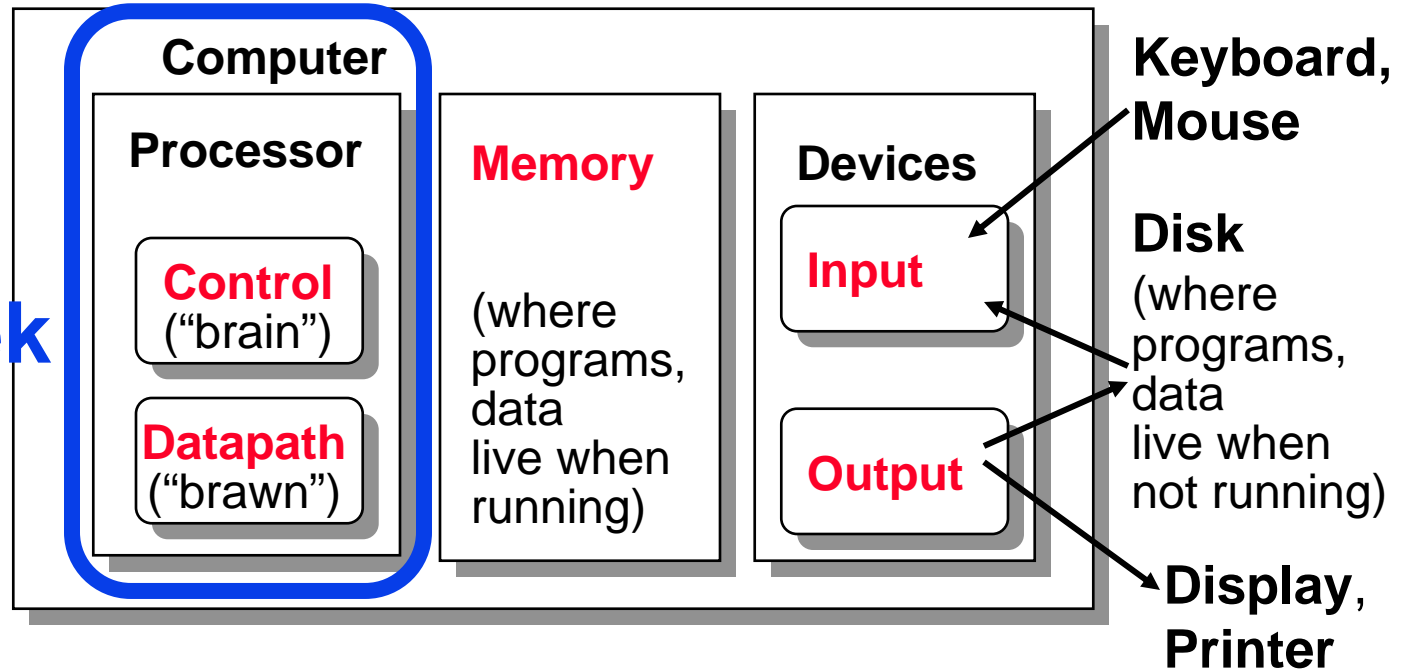 Computer
Processor
Control
(“brain”)
Datapath
(“brawn”)
Memory
(where
programs,
data
live when
running)
Devices
Input
Output
Keyboard,
Mouse
Disk
(where
programs,
data
live when
not running)
Display,
Printer